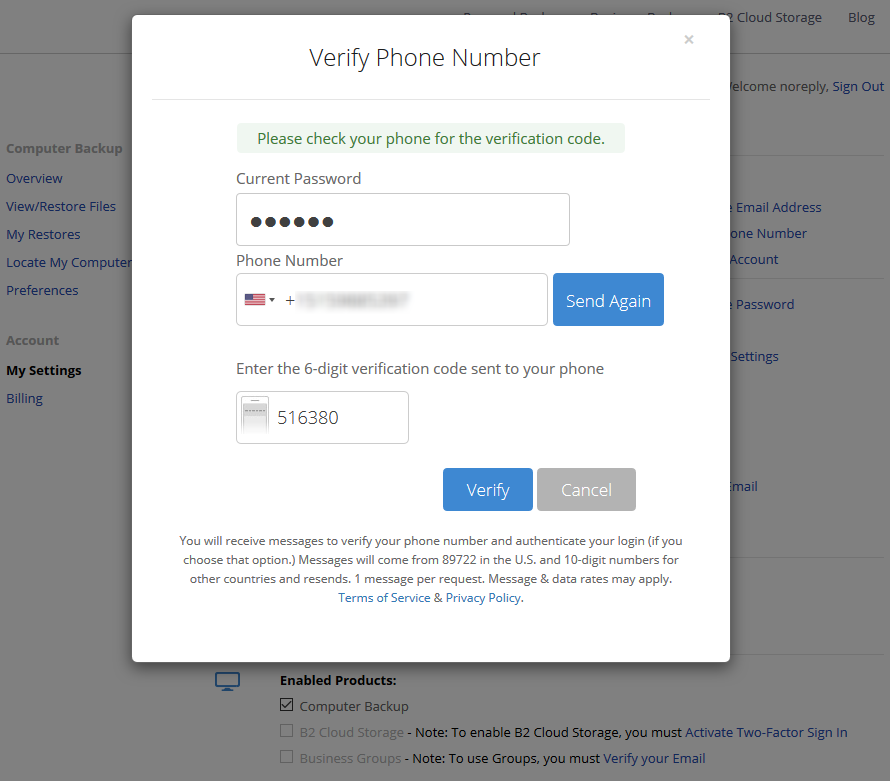 B2 Cloud Storage Blog
Verify Phone Number
×
Welcome noreply, Sign Out
Please check your phone for the verification code.
Computer Backup
Current Password
Overview
View/Restore Files
Email Address
My Restores
Phone Number
Locate My Computer
Account
Preferences
+
Send Again
Password
Account
Settings
Enter the 6-digit verification code sent to your phone
My Settings
Billing
516380
Verify
Cancel
Email
You will receive messages to verify your phone number and authenticate your login (if you
choose that option.) Messages will come from 89722 in the U.S. and 10-digit numbers for
other countries and resends. 1 message per request. Message & data rates may apply.
Terms of Service & Privacy Policy.
Enabled Products:
Computer Backup
B2 Cloud Storage - Note: To enable B2 Cloud Storage, you must Activate Two-Factor Sign In
Business Groups - Note: To use Groups, you must Verify your Email